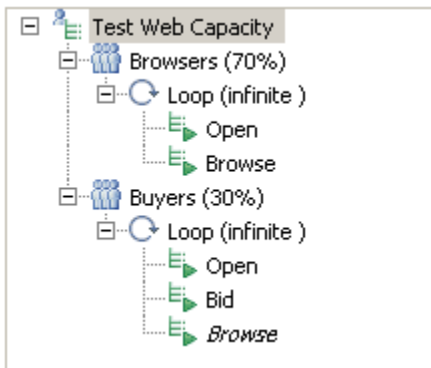 Test Web Capacity
Browsers (70%)
Loop (infinite )
Open
Browse
Buyers (30%)
Loop (infinite )
Open
Bid
Browse